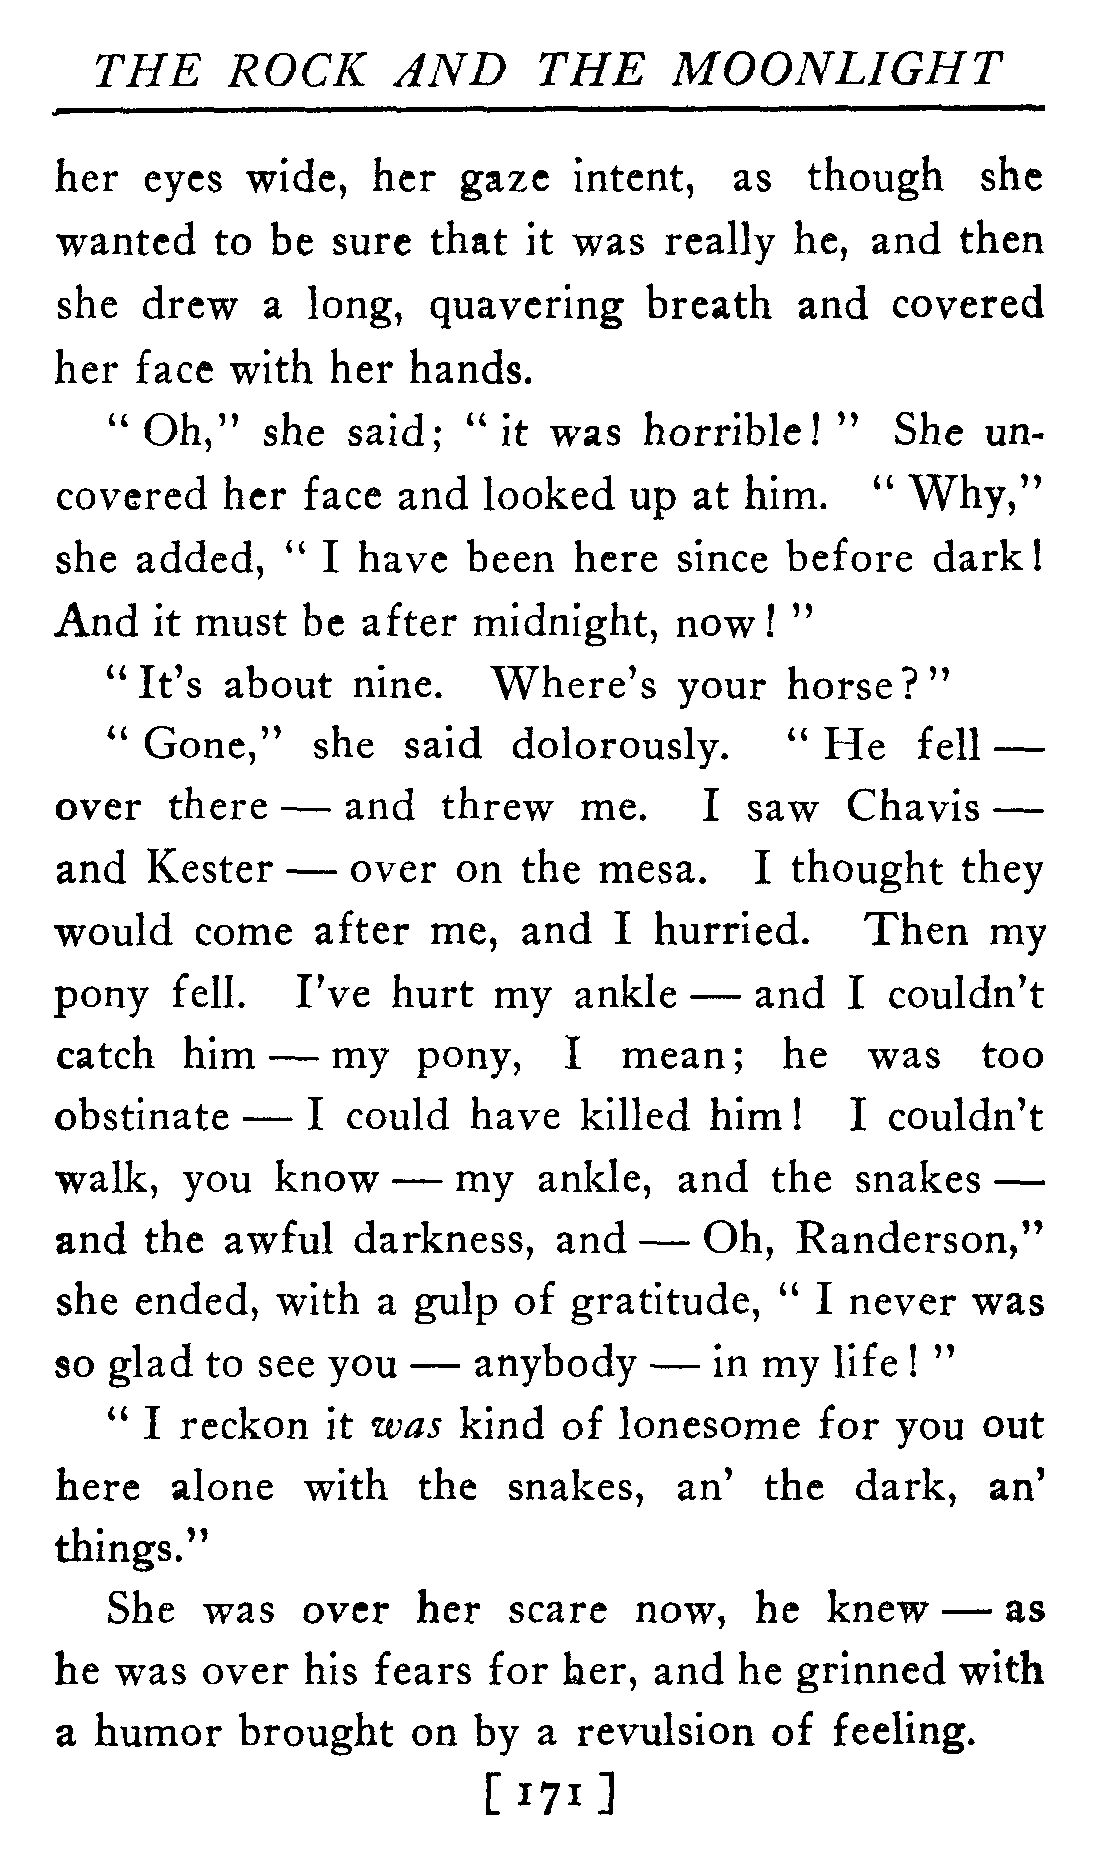 THE ROCK AND THE MOONLIGHT
her eyes wide, her gaze intent, as though she
wanted to be sure that it was really he, and then
she drew a long, quavering breath and covered
her face with her hands.
" Oh," she said; " it was horrible! " She un-
covered her face and looked up at him. " Why,"
she added, " I have been here since before dark!
And it must be after midnight, now! "
" It's about nine. Where's your horse?"
" Gone," she said dolorously. " He fell —
over there — and threw me. I saw Chavis —
and Kester — over on the mesa. I thought they
would come after me, and I hurried. Then my
pony fell. I've hurt my ankle — and I couldn't
catch him — my pony, I mean; he was too
obstinate — I could have killed him! I couldn't
walk, you know — my ankle, and the snakes —
and the awful darkness, and — Oh, Randerson,"
she ended, with a gulp of gratitude, " I never was
so glad to see you — anybody — in my life! "
" I reckon it was kind of lonesome for you out
here alone with the snakes, an' the dark, an'
things."
She was over her scare now, he knew — as
he was over his fears for her, and he grinned with
a humor brought on by a revulsion of feeling.
[ 171 ]